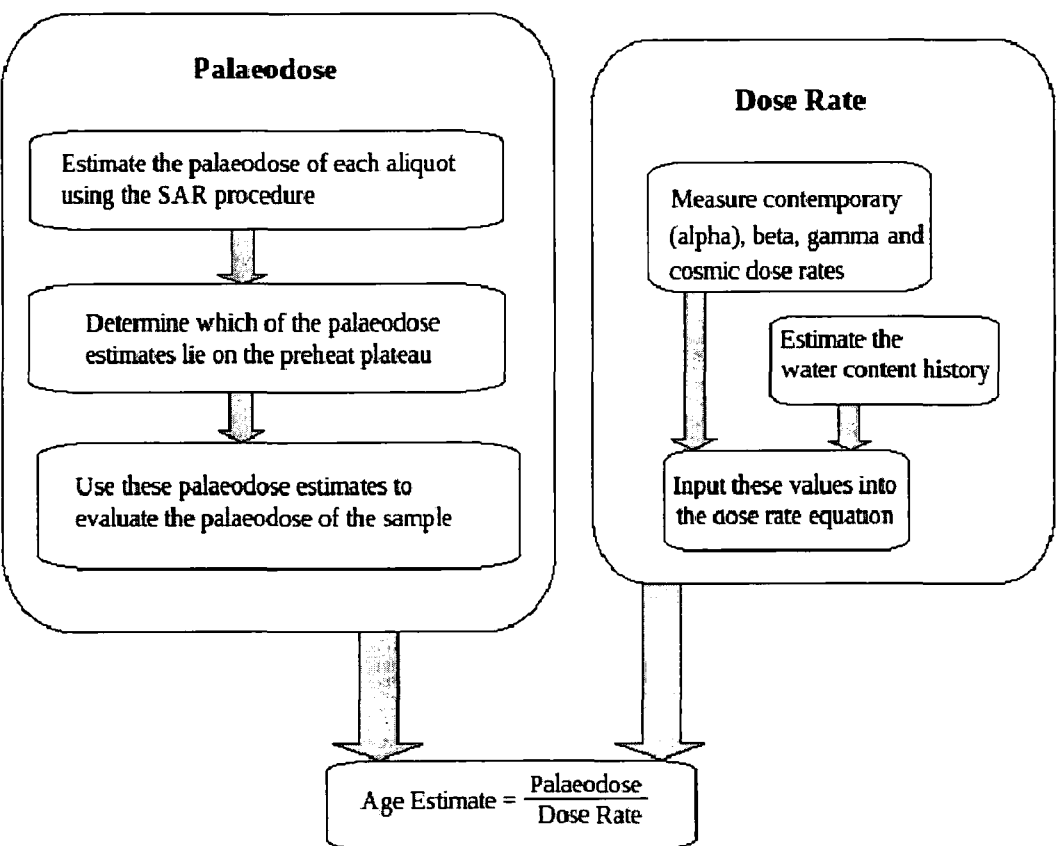 Palaeodose
Estimate the palaeodose of each aliquot
using the SAR procedure
Determine which of the palaeodose
estimates lie on the preheat plateau
Use these palaeodose estimates to
evaluate the palaeodose of the sample
Dose Rate
Measure contemporary
(alpha), beta, gamma and
cosmic dose rates
Estimate the
water content history
Input these values into
the dose rate equation
Age Estimate = Palaeodose
Dose Rate